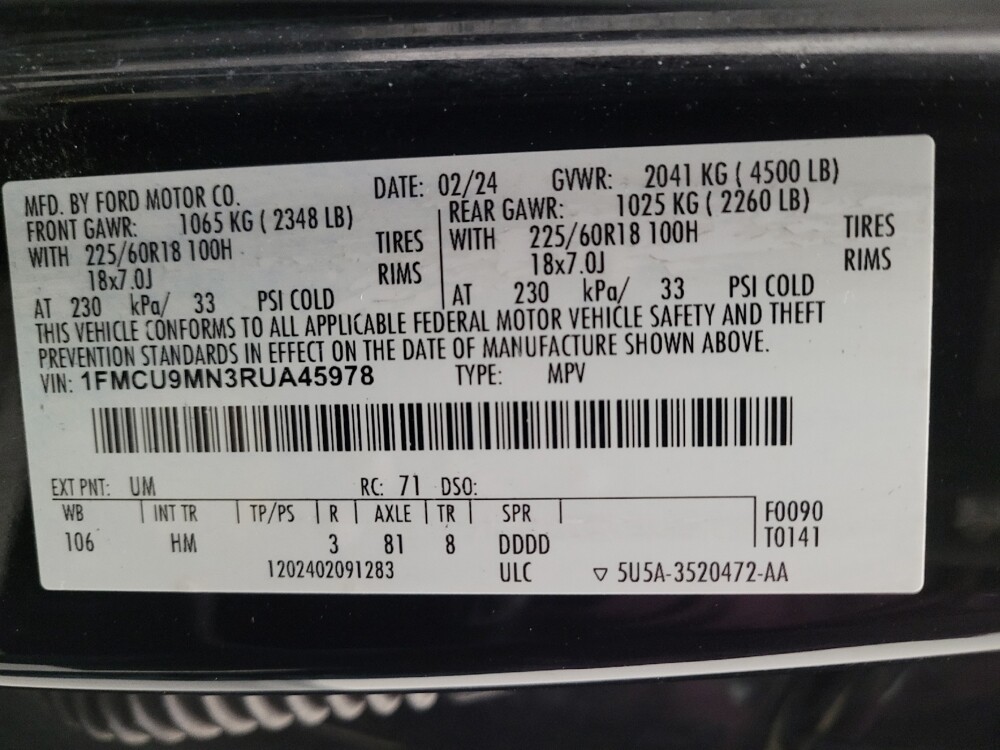 MFD. BY FORD MOTOR CO. DATE: 02/24 GVWR: 2041 KG ( 4500 LB)
FRONT GAWR: 1065 KG ( 2348 LB) REAR GAWR: 1025 KG ( 2260 LB)
WITH 225/60R18 100H TIRES WITH 225/60R18 100H TIRES
18x7.0J RIMS 18x7.0J RIMS
AT 230 kPa/ 33 PSI COLD AT 230 kPa/ 33 PSI COLD
THIS VEHICLE CONFORMS TO ALL APPLICABLE FEDERAL MOTOR VEHICLE SAFETY AND THEFT
PREVENTION STANDARDS IN EFFECT ON THE DATE OF MANUFACTURE SHOWN ABOVE.
VIN: 1FMCU9MN3RUA45978 TYPE: MPV
EXT PNT: UM RC: 71 DSO:
WB INT TR TP/PS R AXLE TR SPR F0090
106 HM 3 81 8 DDDD T0141
1202402091283 ULC ▽ 5U5A-3520472-AA